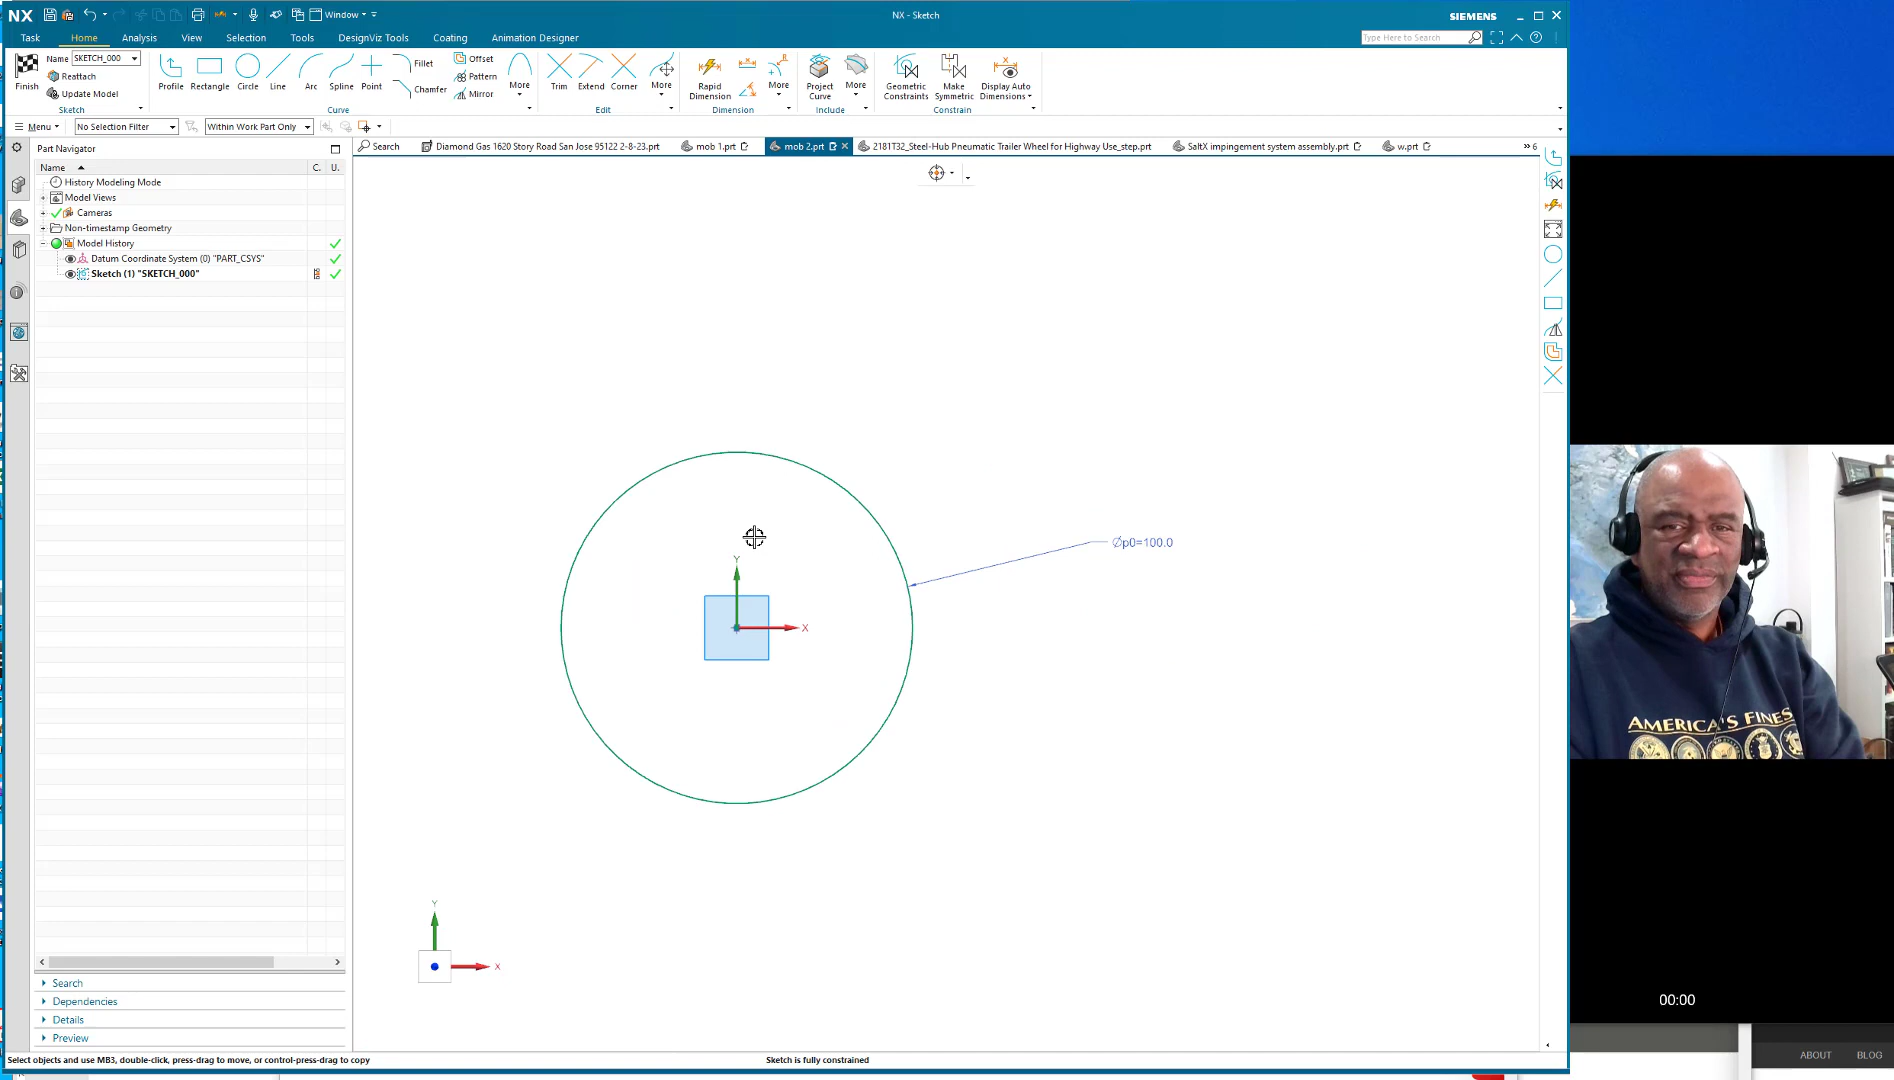 NX
Window
NX - Sketch
SIEMENS
Task
Home
Analysis
View
Selection
Tools
DesignViz Tools
Coating
Animation Designer
Type Here to Search
Finish
Name
SKETCH_000
Reattach
Update Model
Sketch
Profile
Rectangle
Circle
Line
Arc
Spline
Point
Fillet
Chamfer
Offset
Pattern
Mirror
More
Curve
Trim
Extend
Corner
More
Edit
Rapid
Dimension
More
Dimension
Project
Curve
More
Include
Geometric
Constraints
Make
Symmetric
Display Auto
Dimensions
Constrain
Menu
No Selection Filter
Within Work Part Only
Part Navigator
Search
Diamond Gas 1620 Story Road San Jose 95122 2-8-23.prt
mob 1.prt
mob 2.prt
2181T32_Steel-Hub Pneumatic Trailer Wheel for Highway Use_step.prt
SaltX impingement system assembly.prt
w.prt
6
Name
C.
U.
History Modeling Mode
Model Views
Cameras
Non-timestamp Geometry
Model History
Datum Coordinate System (0) "PART_CSYS"
Sketch (1) "SKETCH_000"
∅p0=100.0
Y
X
Y
X
AMERICA'S FINES
00:00
Search
Dependencies
Details
Preview
ABOUT
BLOG
Select objects and use MB3, double-click, press-drag to move, or control-press-drag to copy
Sketch is fully constrained